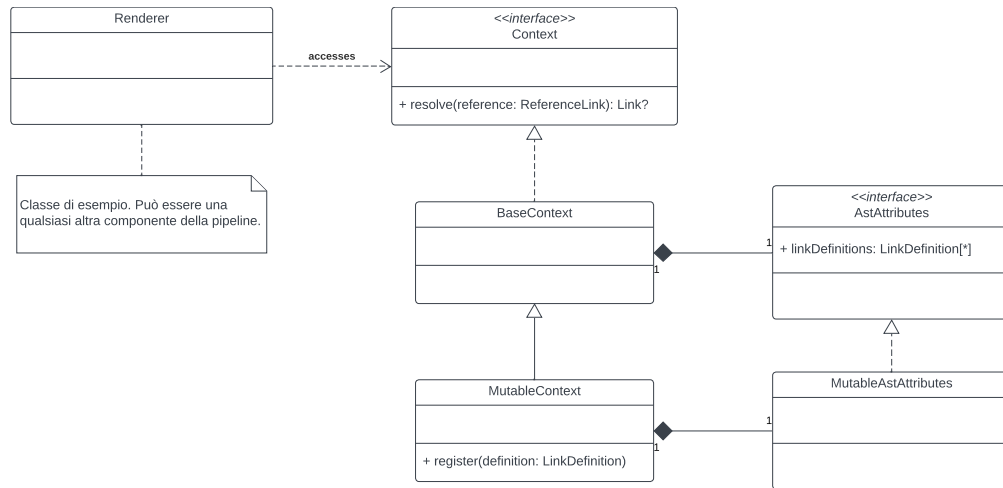 Renderer
accesses
<<interface>>
Context
+ resolve(reference: ReferenceLink): Link?
Classe di esempio. Può essere una
qualsiasi altra componente della pipeline.
BaseContext
1
1
<<interface>>
AstAttributes
+ linkDefinitions: LinkDefinition[*]
MutableContext
+ register(definition: LinkDefinition)
1
1
MutableAstAttributes